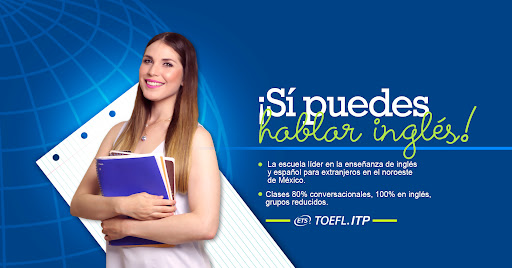 ¡Sí puedes
hablar inglés!
La escuela líder en la enseñanza de inglés
y español para extranjeros en el noroeste
de México.
Clases 80% conversacionales, 100% en inglés,
grupos reducidos.
ETS TOEFL.ITP